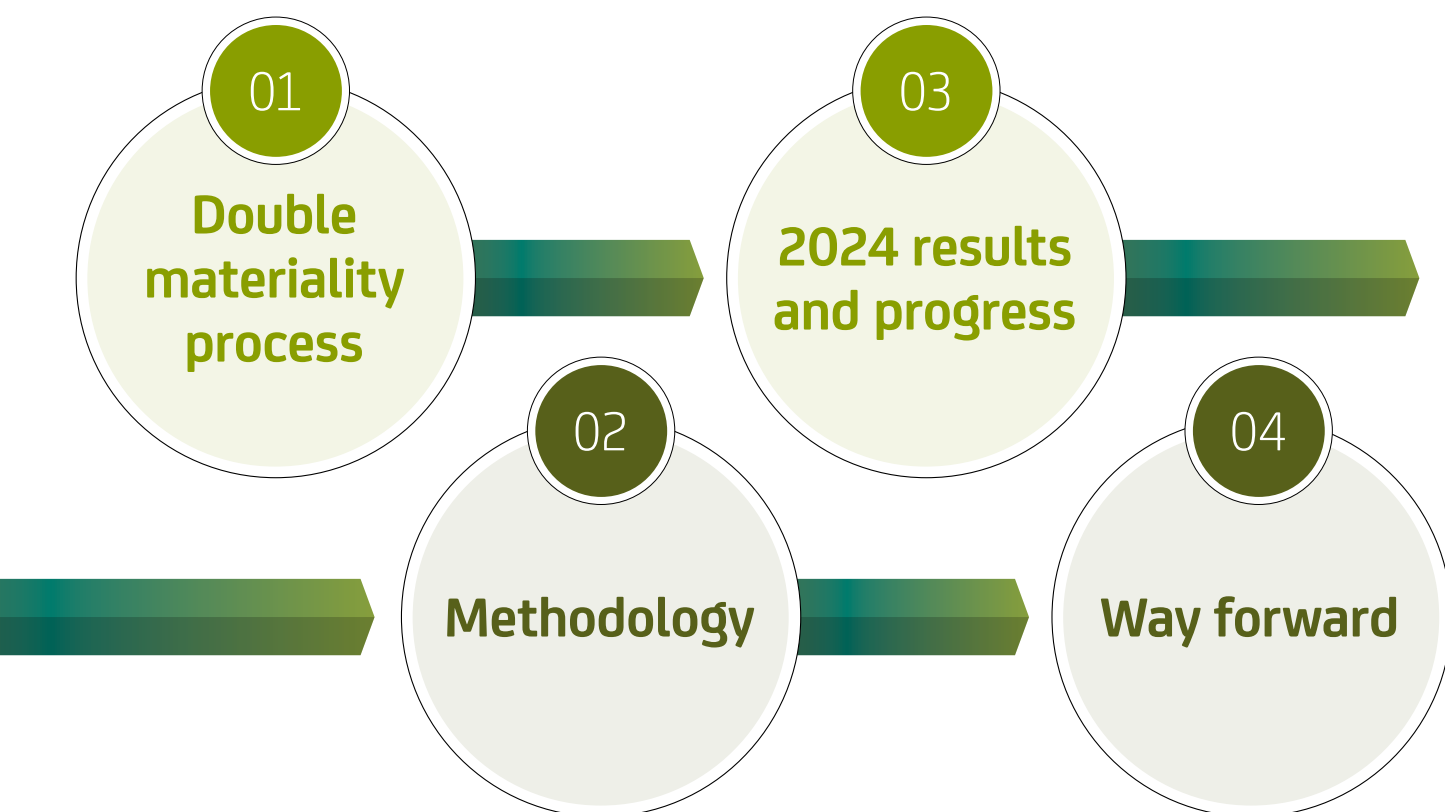 01
Double
materiality
process
02
Methodology
03
2024 results
and progress
04
Way forward